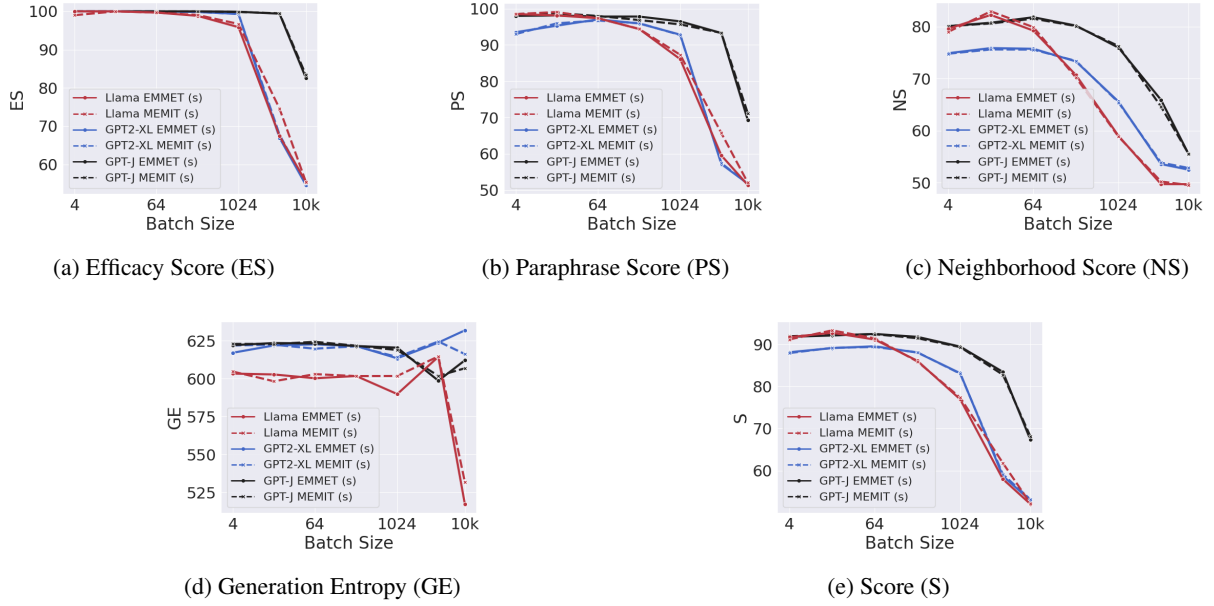 100
90
80
70
60
ES
Llama EMMET (s)
Llama MEMIT (s)
GPT2-XL EMMET (s)
GPT2-XL MEMIT (s)
GPT-J EMMET (s)
GPT-J MEMIT (s)
4 64 1024 10k
Batch Size
(a) Efficacy Score (ES)
100
90
80
70
60
50
PS
Llama EMMET (s)
Llama MEMIT (s)
GPT2-XL EMMET (s)
GPT2-XL MEMIT (s)
GPT-J EMMET (s)
GPT-J MEMIT (s)
4 64 1024 10k
Batch Size
(b) Paraphrase Score (PS)
80
70
60
50
NS
Llama EMMET (s)
Llama MEMIT (s)
GPT2-XL EMMET (s)
GPT2-XL MEMIT (s)
GPT-J EMMET (s)
GPT-J MEMIT (s)
4 64 1024 10k
Batch Size
(c) Neighborhood Score (NS)
625
600
575
550
525
GE
Llama EMMET (s)
Llama MEMIT (s)
GPT2-XL EMMET (s)
GPT2-XL MEMIT (s)
GPT-J EMMET (s)
GPT-J MEMIT (s)
4 64 1024 10k
Batch Size
(d) Generation Entropy (GE)
90
80
70
60
S
Llama EMMET (s)
Llama MEMIT (s)
GPT2-XL EMMET (s)
GPT2-XL MEMIT (s)
GPT-J EMMET (s)
GPT-J MEMIT (s)
4 64 1024 10k
Batch Size
(e) Score (S)